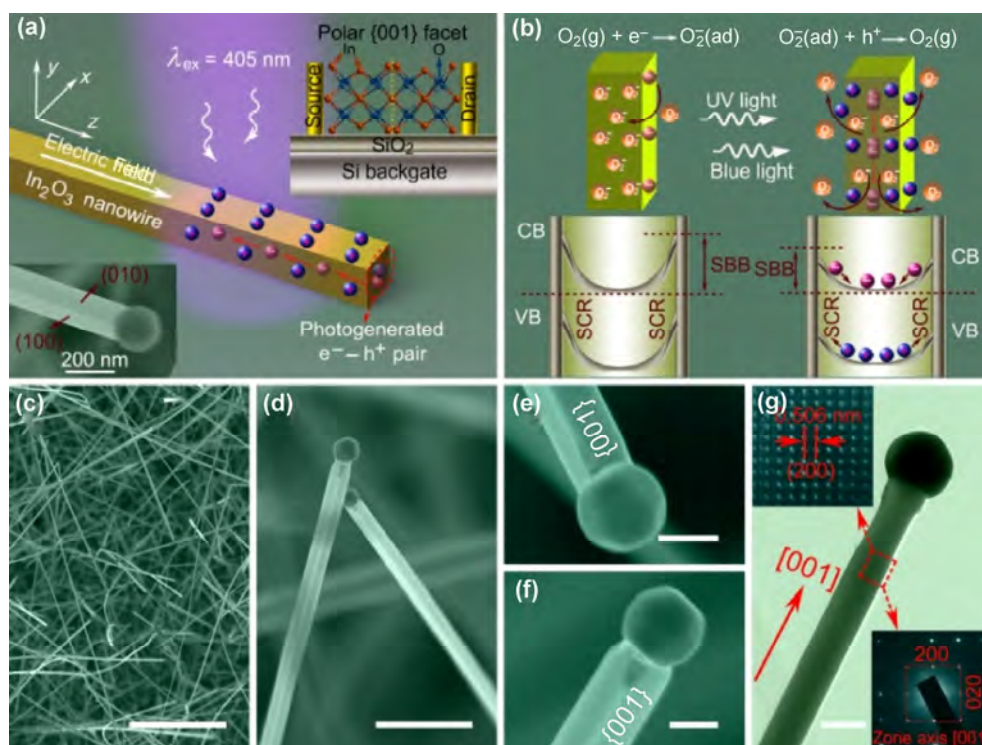 (a)
Polar {001} facet
In
O
λex = 405 nm
y
x
z
Source
Drain
SiO2
Si backgate
Electric field
In2O3 nanowire
(010)
(100)
200 nm
Photogenerated
e⁻ – h⁺ pair
(b)
O2(g) + e⁻ → O2⁻(ad)
O2⁻(ad) + h⁺ → O2(g)
UV light
Blue light
CB
SBB
SBB
CB
VB
SCR
SCR
SCR
SCR
VB
(c)
(d)
(e)
{001}
(f)
{001}
(g)
0.506 nm
(200)
[001]
200
020
Zone axis